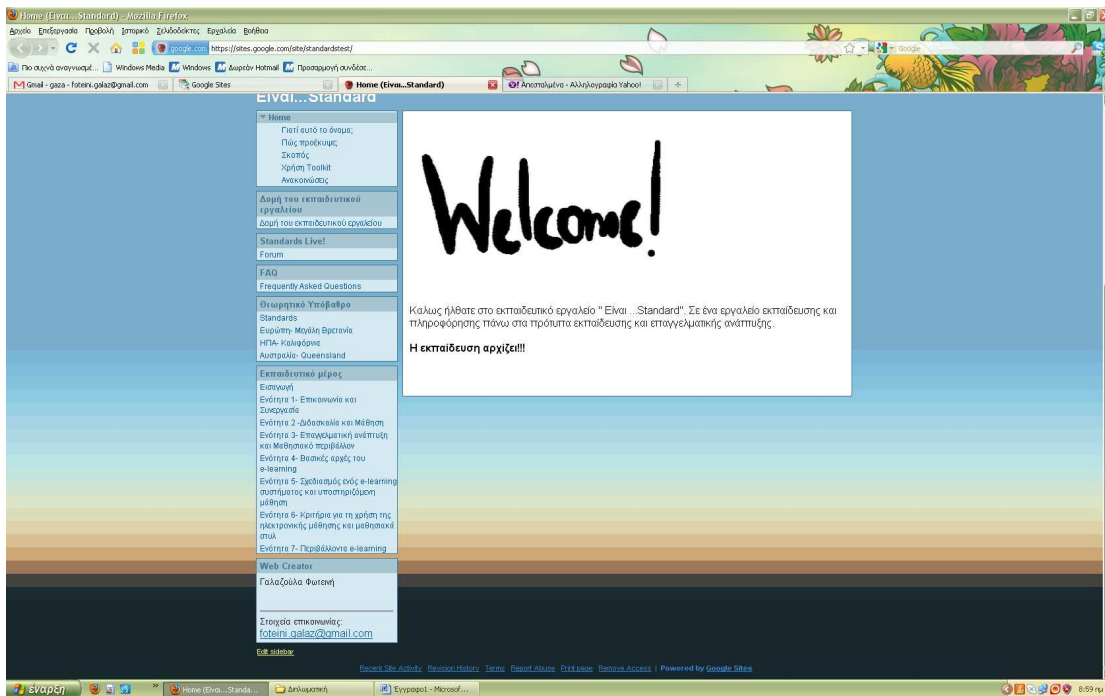 Home (Είναι...Standard) - Mozilla Firefox
Αρχείο Επεξεργασία Προβολή Ιστορικό Σελιδοδείκτες Εργαλεία Βοήθεια
google.com https://sites.google.com/site/standardstest/
Google
Πιο συχνά αναγνωσμέ... Windows Media Windows Δωρεάν Hotmail Προσαρμογή συνδέσε...
Gmail - gaza - foteini.galaz@gmail.com Google Sites Home (Είναι...Standard) Απεσταλμένα - Αλληλογραφία Yahoo!
Είναι...Standard
Home
Γιατί αυτό το όνομα;
Πώς προέκυψε;
Σκοπός
Χρήση Toolkit
Ανακοινώσεις
Δομή του εκπαιδευτικού
εργαλείου
Δομή του εκπαιδευτικού εργαλείου
Standards Live!
Forum
FAQ
Frequently Asked Questions
Θεωρητικό Υπόβαθρο
Standards
Ευρώπη- Μεγάλη Βρετανία
ΗΠΑ- Καλιφόρνια
Αυστραλία- Queensland
Εκπαιδευτικό μέρος
Εισαγωγή
Ενότητα 1- Επικοινωνία και
Συνεργασία
Ενότητα 2 -Διδασκαλία και Μάθηση
Ενότητα 3- Επαγγελματική ανάπτυξη
και Μαθησιακό περιβάλλον
Ενότητα 4- Βασικές αρχές του
e-learning
Ενότητα 5- Σχεδιασμός ενός e-learning
συστήματος και υποστηριζόμενη
μάθηση
Ενότητα 6- Κριτήρια για τη χρήση της
ηλεκτρονικής μάθησης και μαθησιακά
στυλ
Ενότητα 7- Περιβάλλοντα e-learning
Web Creator
Γαλαζούλα Φωτεινή
Στοιχεία επικοινωνίας:
foteini.galaz@gmail.com
Edit sidebar
Welcome!
Καλως ήλθατε στο εκπαιδευτικό εργαλείο " Είναι ...Standard". Σε ένα εργαλείο εκπαίδευσης και
πληροφόρησης πάνω στα πρότυπα εκπαίδευσης και επαγγελματικής ανάπτυξης.
Η εκπαίδευση αρχίζει!!!
Recent Site Activity Revision History Terms Report Abuse Print page Remove Access | Powered by Google Sites
έναρξη Home (Είναι...Standa... Διπλωματική Έγγραφο1 - Microsof... 8:59 πμ